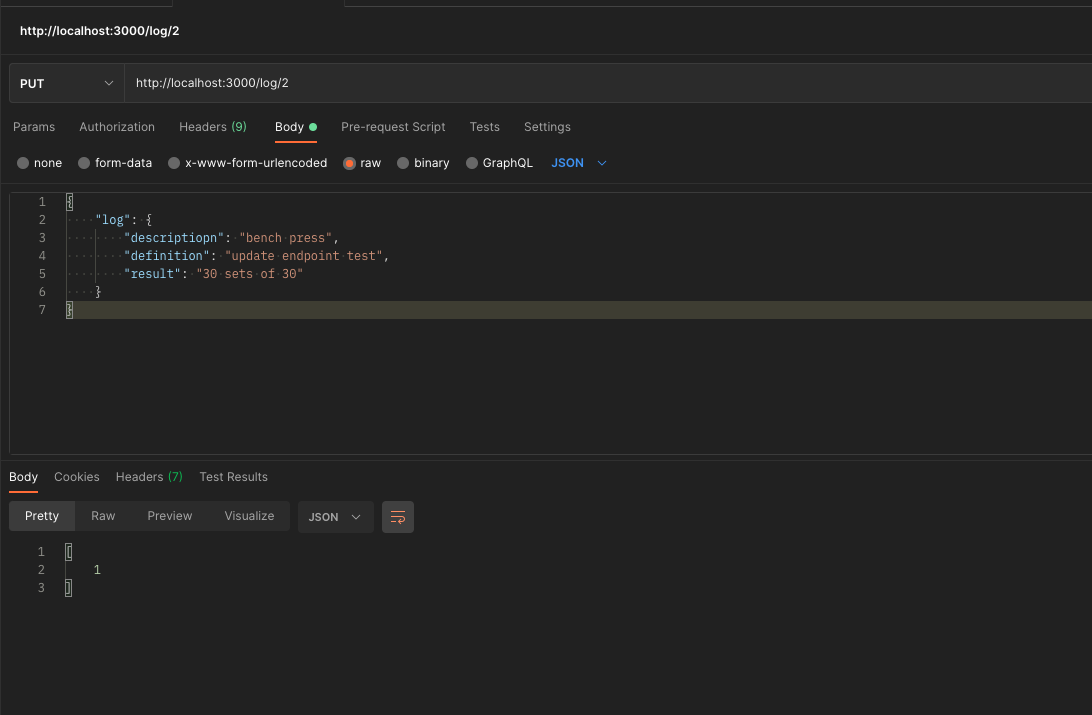 http://localhost:3000/log/2
PUT http://localhost:3000/log/2
Params Authorization Headers (9) Body Pre-request Script Tests Settings
none form-data x-www-form-urlencoded raw binary GraphQL JSON
1 {
2 ····"log":·{
3 ········"descriptiopn":·"bench·press",
4 ········"definition":·"update·endpoint·test",
5 ········"result":·"30·sets·of·30"
6 ····}
7 }
Body Cookies Headers (7) Test Results
Pretty Raw Preview Visualize JSON
1 [
2 1
3 ]